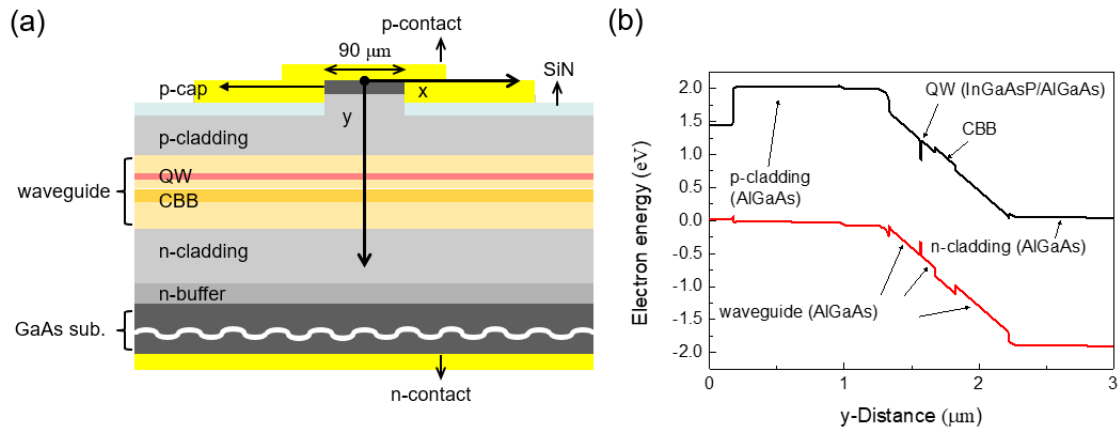 (a)
p-contact
90 μm
SiN
p-cap
x
y
p-cladding
waveguide
QW
CBB
n-cladding
n-buffer
GaAs sub.
n-contact
(b)
QW (InGaAsP/AlGaAs)
CBB
p-cladding
(AlGaAs)
n-cladding (AlGaAs)
waveguide (AlGaAs)
Electron energy (eV)
2.0
1.5
1.0
0.5
0.0
-0.5
-1.0
-1.5
-2.0
0
1
2
3
y-Distance (μm)